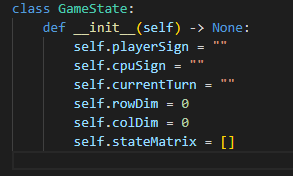 class GameState:
    def __init__(self) -> None:
        self.playerSign = ""
        self.cpuSign = ""
        self.currentTurn = ""
        self.rowDim = 0
        self.colDim = 0
        self.stateMatrix = []